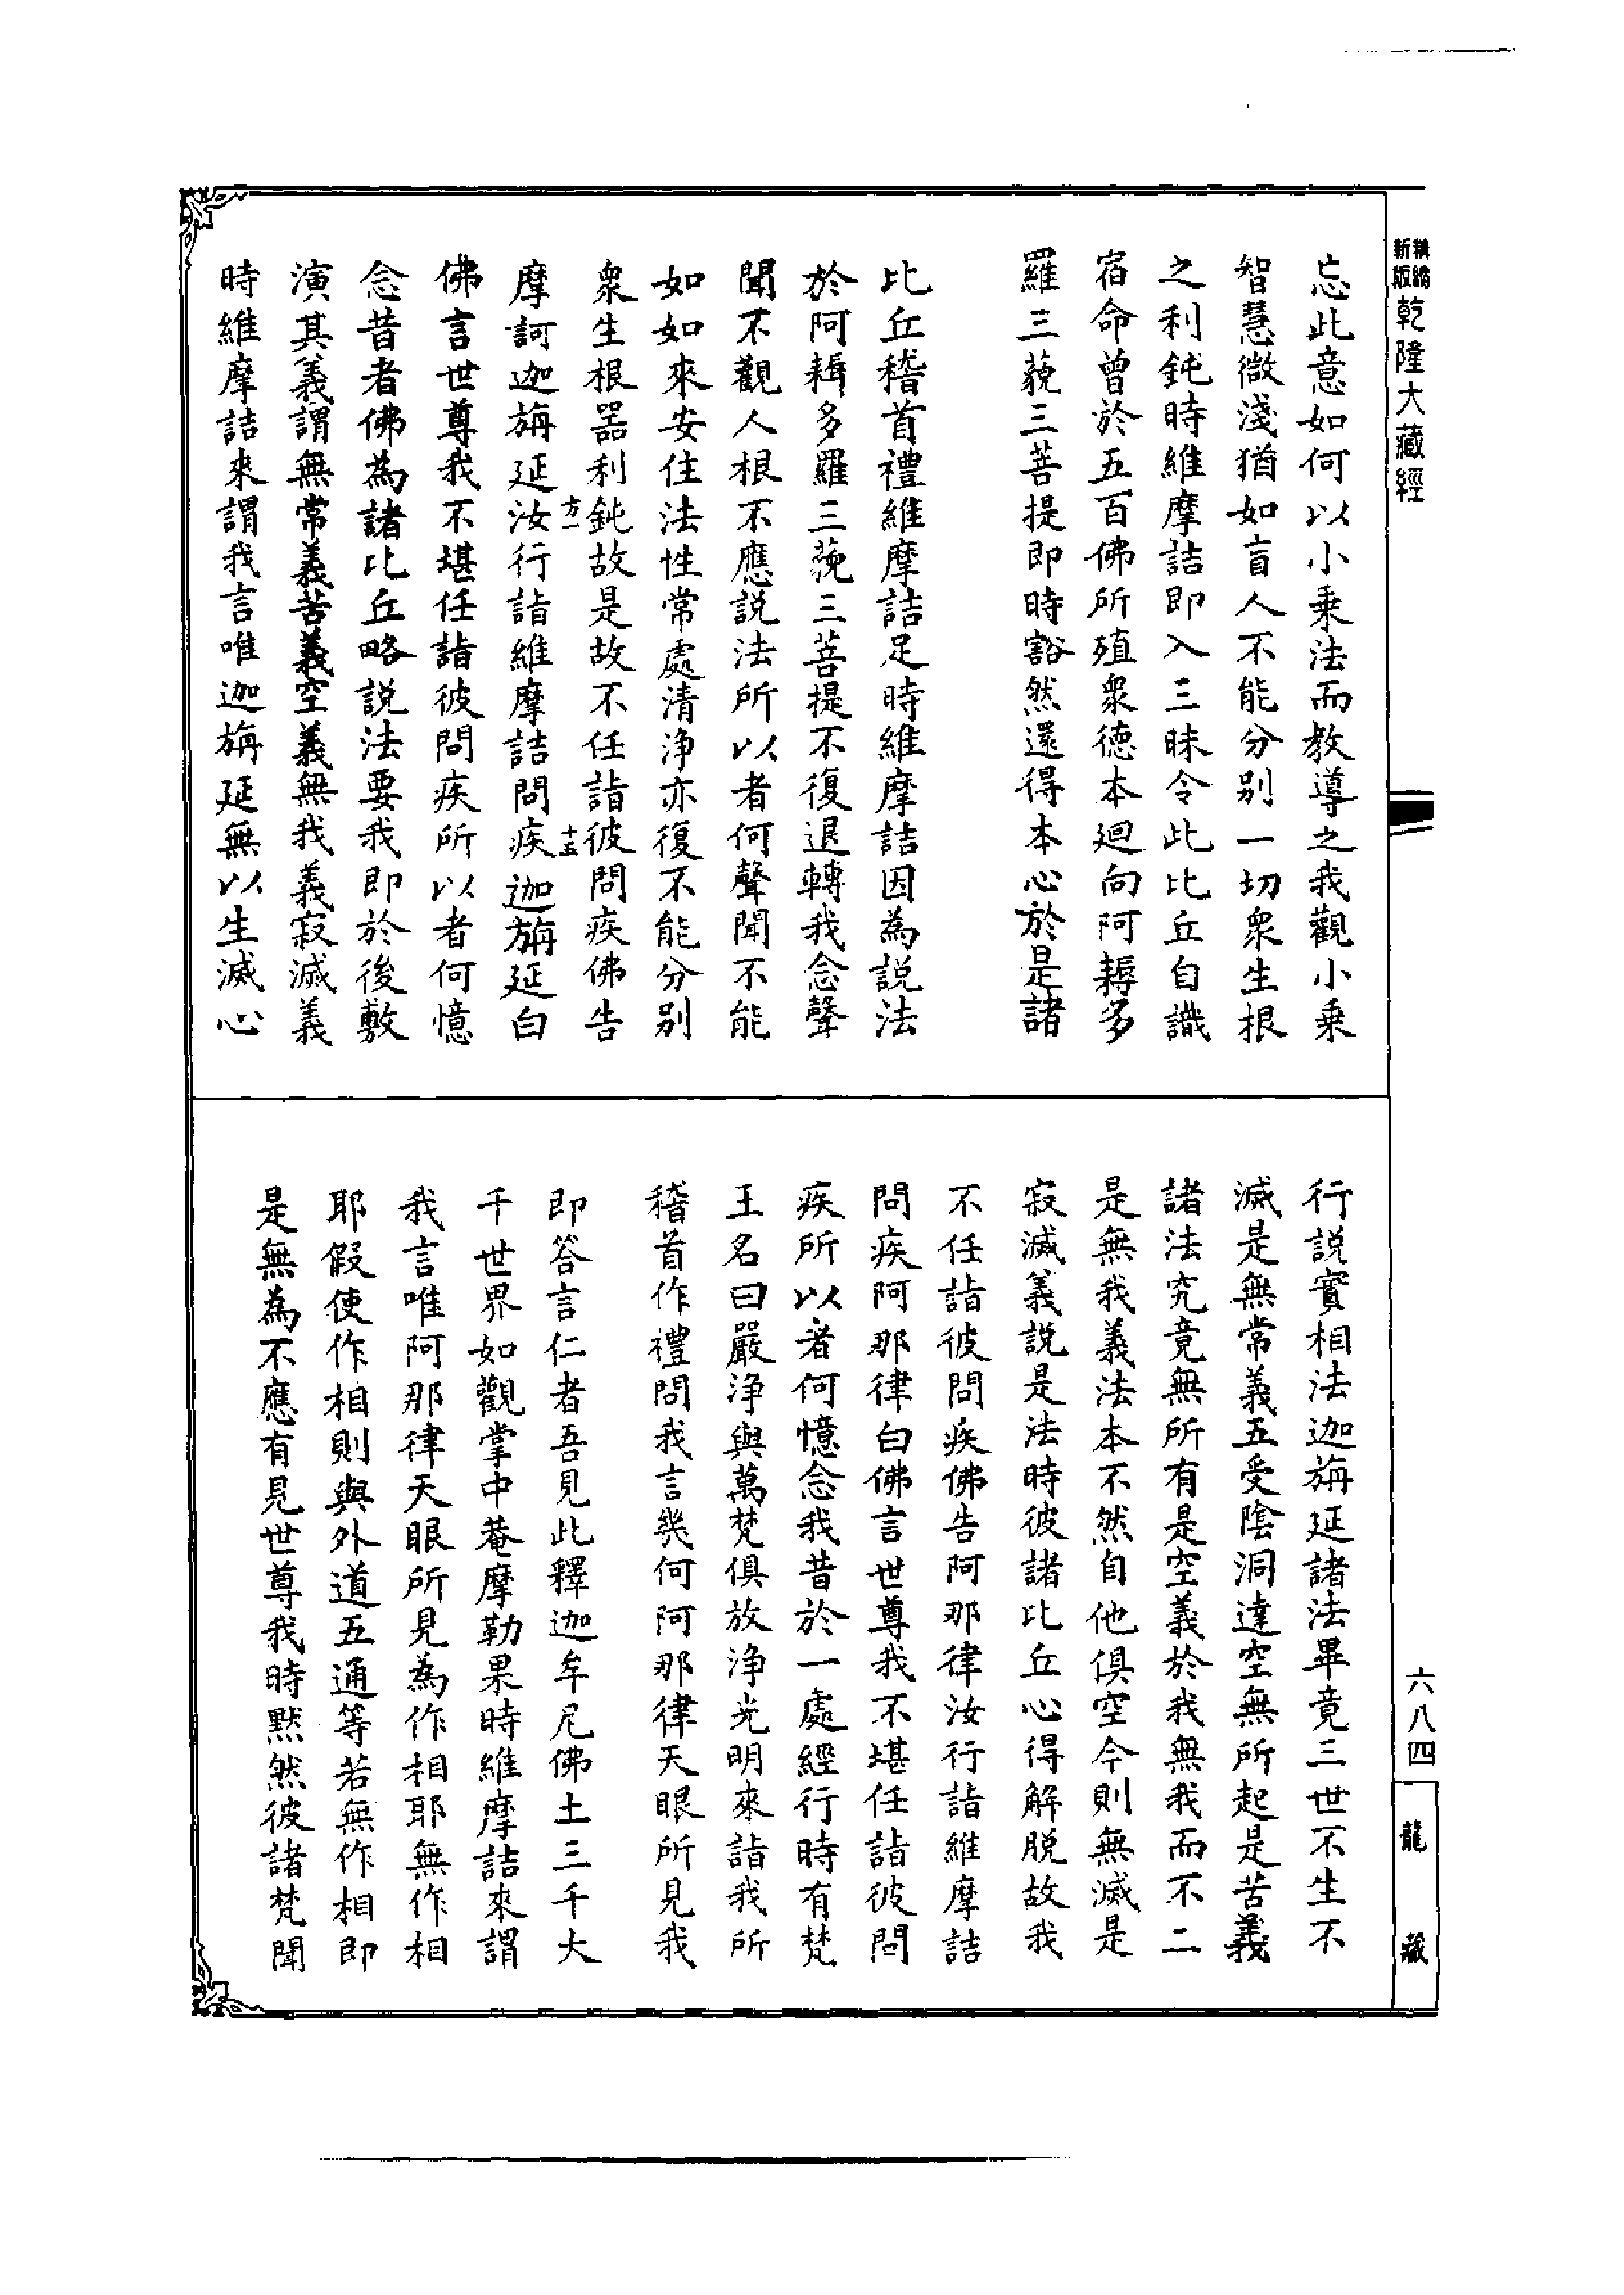 精縮
新版
乾隆大藏經
忘此意如何以小乗法而教導之我觀小乗
智慧微淺猶如盲人不能分别一切衆生根
之利鈍時維摩詰即入三昧令此比丘自識
宿命曾於五百佛所殖衆德本廻向阿耨多
羅三藐三菩提即時豁然還得本心於是諸
比丘稽首禮維摩詰足時維摩詰因為説法
於阿耨多羅三藐三菩提不復退轉我念聲
聞不觀人根不應説法所以者何聲聞不能
如如來安住法性常處清淨亦復不能分别
衆生根器利鈍故是故不任詣彼問疾佛告
方一 十五
摩訶迦旃延汝行詣維摩詰問疾迦旃延白
佛言世尊我不堪任詣彼問疾所以者何憶
念昔者佛為諸比丘略説法要我即於後敷
演其義謂無常義苦義空義無我義寂滅義
時維摩詰來謂我言唯迦旃延無以生滅心
行説實相法迦旃延諸法畢竟三世不生不
滅是無常義五受陰洞達空無所起是苦義
諸法究竟無所有是空義於我無我而不二
是無我義法本不然自他俱空今則無滅是
寂滅義説是法時彼諸比丘心得解脱故我
不任詣彼問疾佛告阿那律汝行詣維摩詰
問疾阿那律白佛言世尊我不堪任詣彼問
疾所以者何憶念我昔於一處經行時有梵
王名曰嚴淨與萬梵俱放淨光明來詣我所
稽首作禮問我言幾何阿那律天眼所見我
即答言仁者吾見此釋迦牟尼佛土三千大
千世界如觀掌中菴摩勒果時維摩詰來謂
我言唯阿那律天眼所見為作相耶無作相
耶假使作相則與外道五通等若無作相即
是無為不應有見世尊我時黙然彼諸梵聞
六八四
龍藏